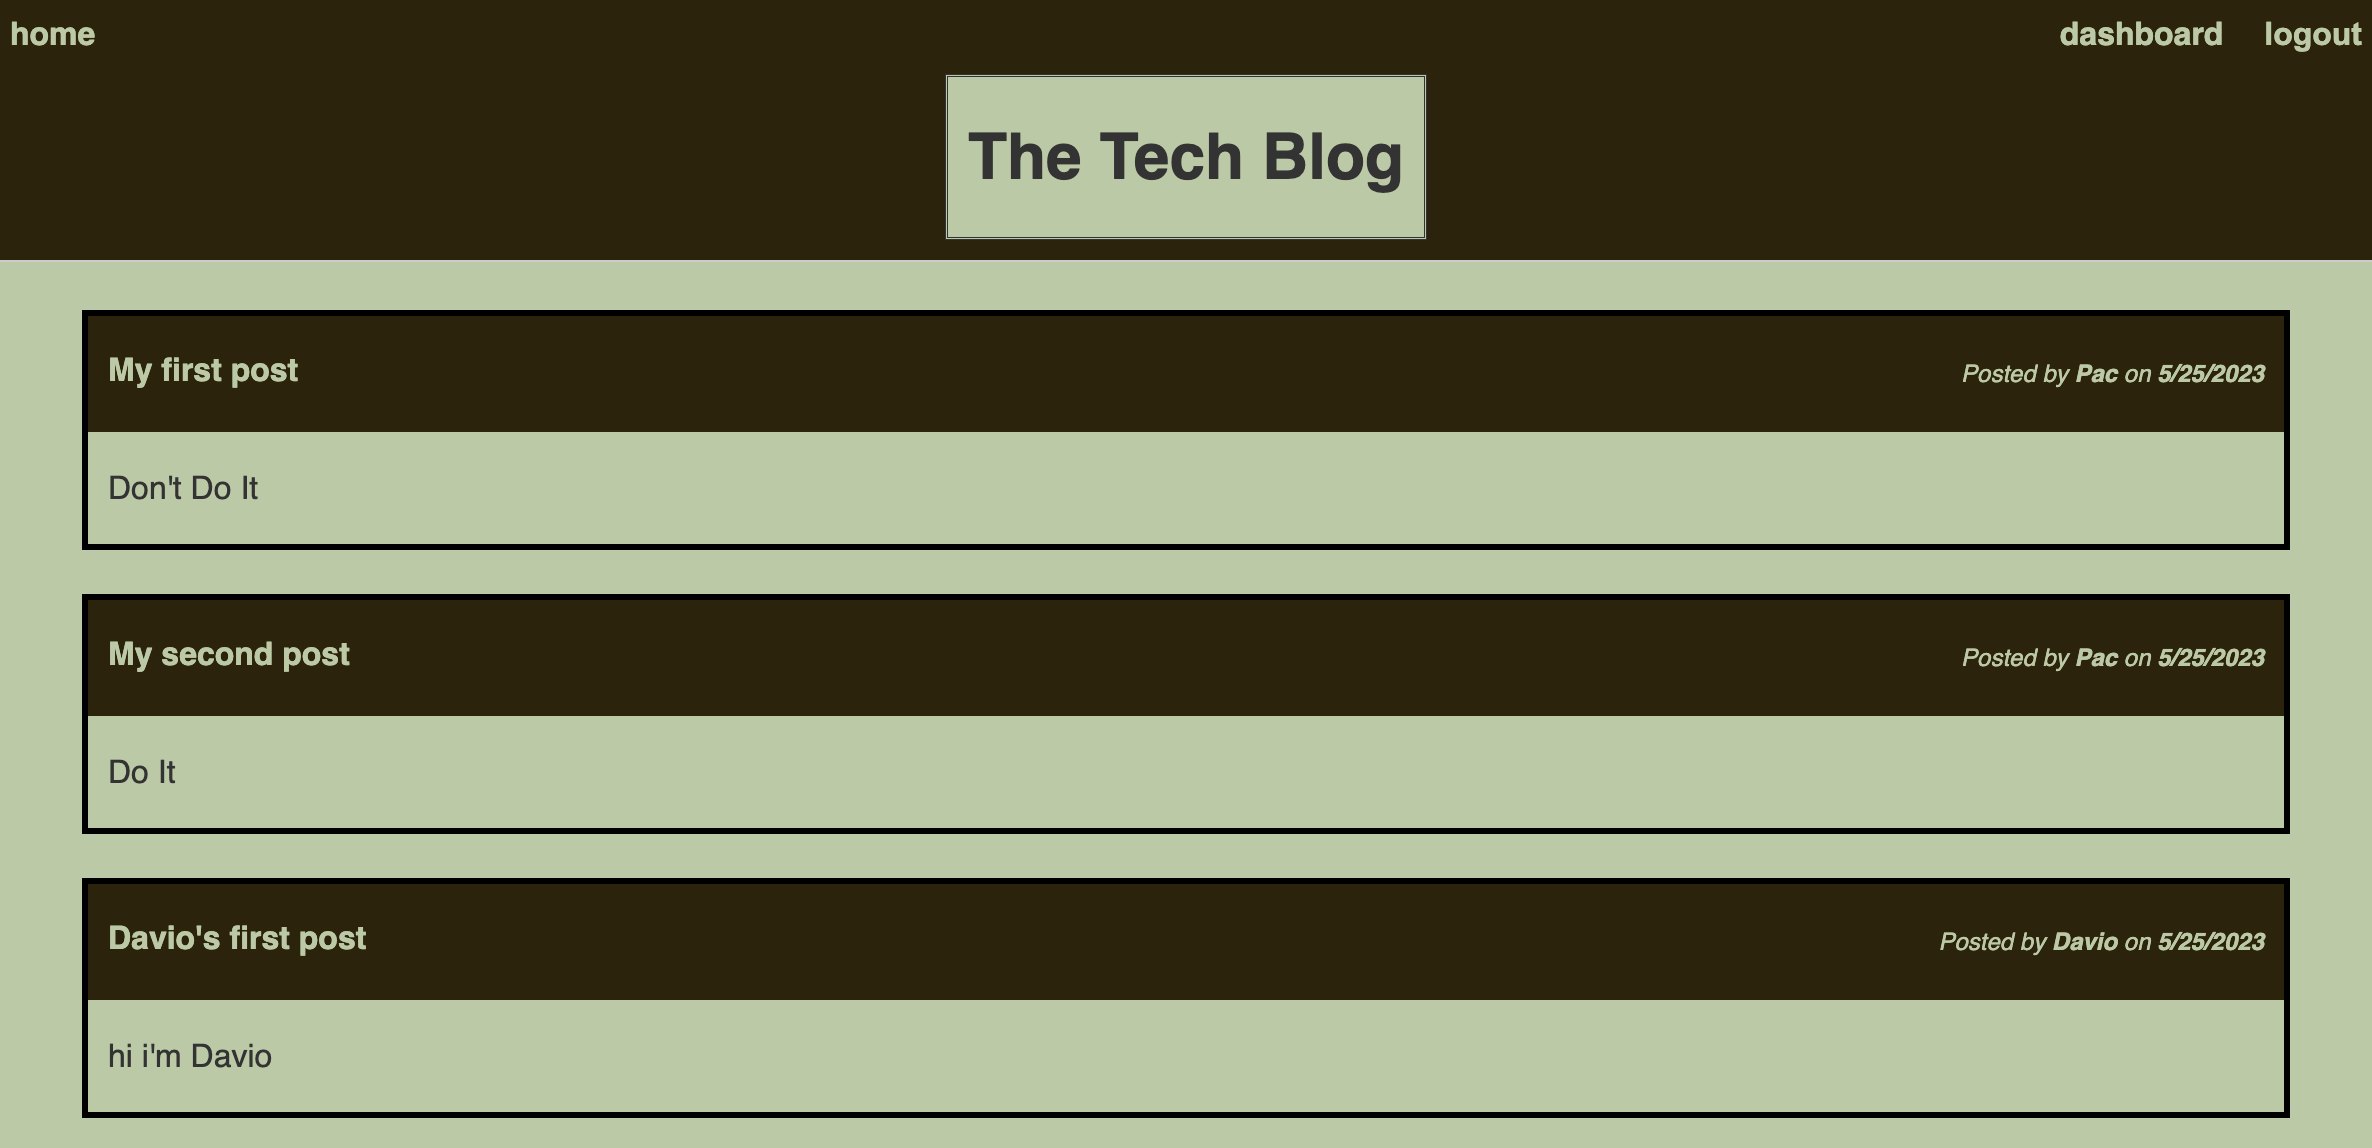 home dashboard logout
The Tech Blog
My first post Posted by Pac on 5/25/2023
Don't Do It
My second post Posted by Pac on 5/25/2023
Do It
Davio's first post Posted by Davio on 5/25/2023
hi i'm Davio